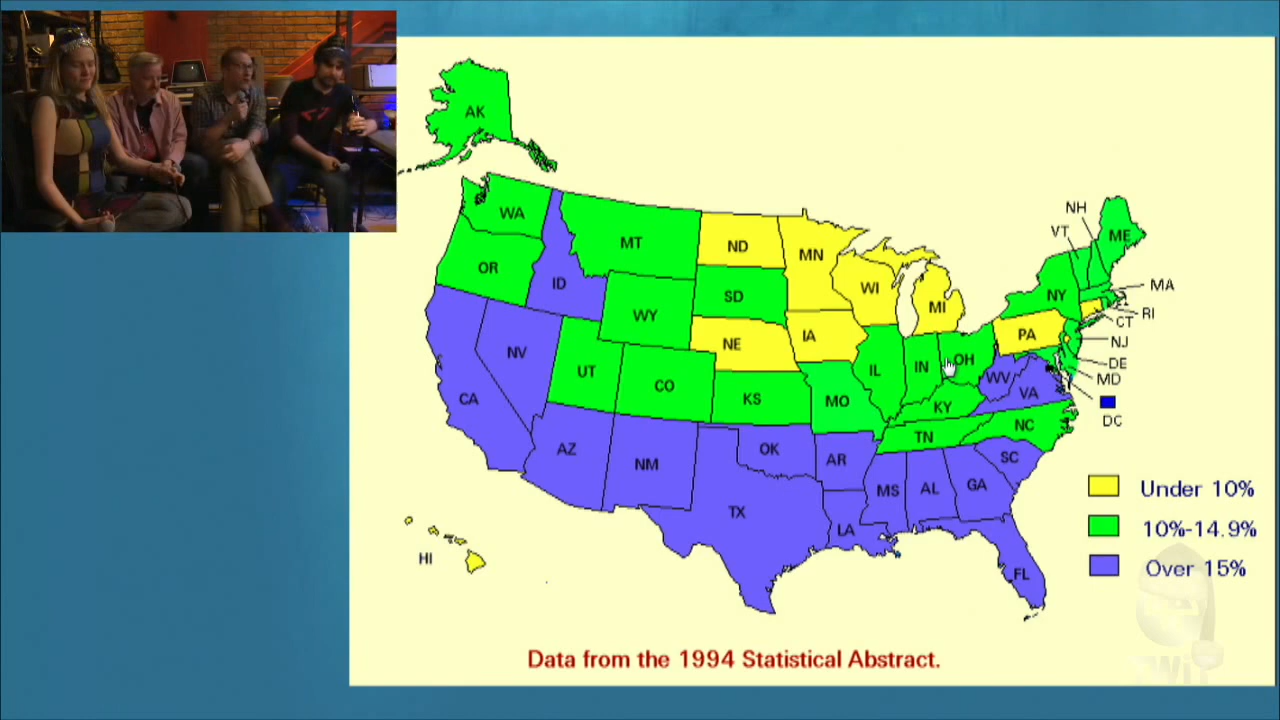 AK
WA
MT
ND
MN
OR
ID
WY
SD
WI
MI
NE
IA
NV
UT
CO
KS
MO
IL
IN
OH
PA
NY
VT
NH
ME
MA
RI
CT
NJ
DE
MD
DC
WV
VA
KY
CA
AZ
NM
OK
AR
TN
NC
SC
TX
LA
MS
AL
GA
FL
HI
Under 10%
10%-14.9%
Over 15%
Data from the 1994 Statistical Abstract.
TWiT